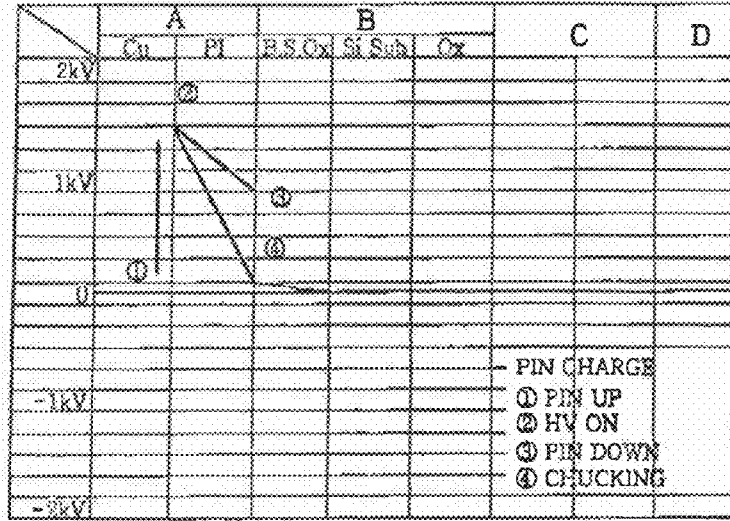 A B C D
Cu PI B.S Ox Si Sub. Ox
2kV
②
1kV
③
④
①
0
PIN CHARGE
① PIN UP
-1kV
② HV ON
③ PIN DOWN
④ CHUCKING
-2kV